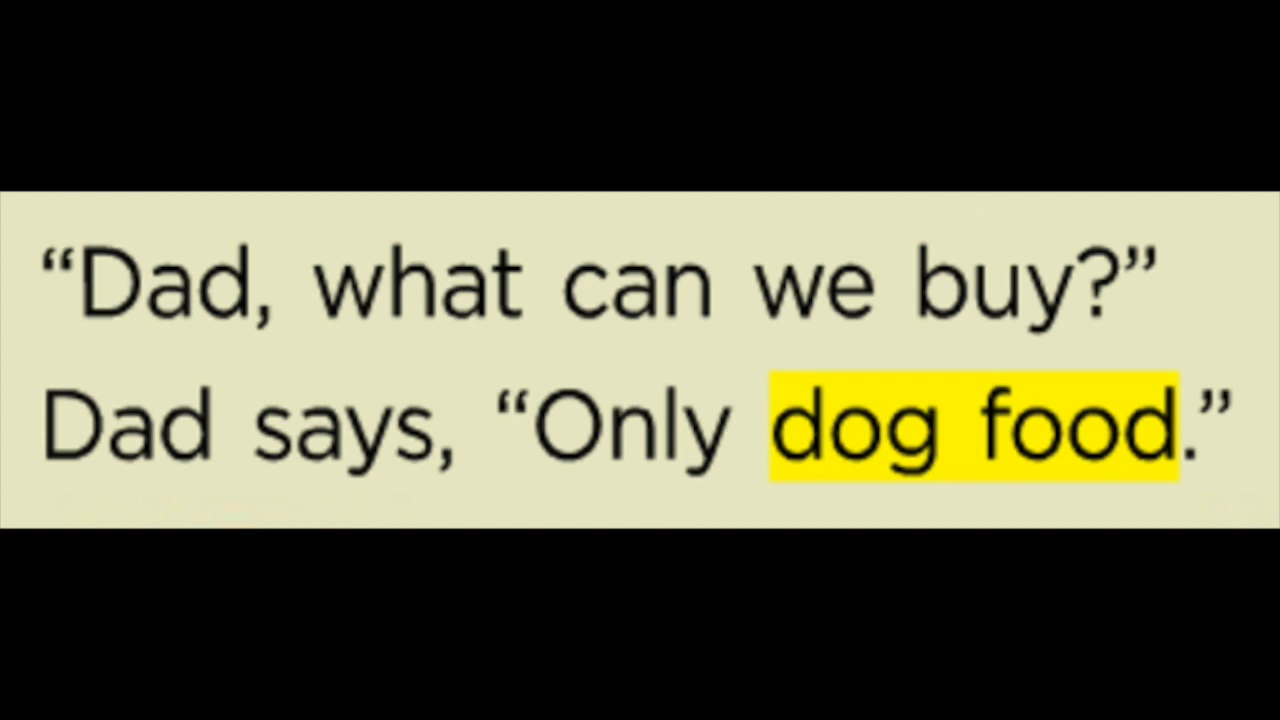 “Dad, what can we buy?”
Dad says, “Only dog food.”